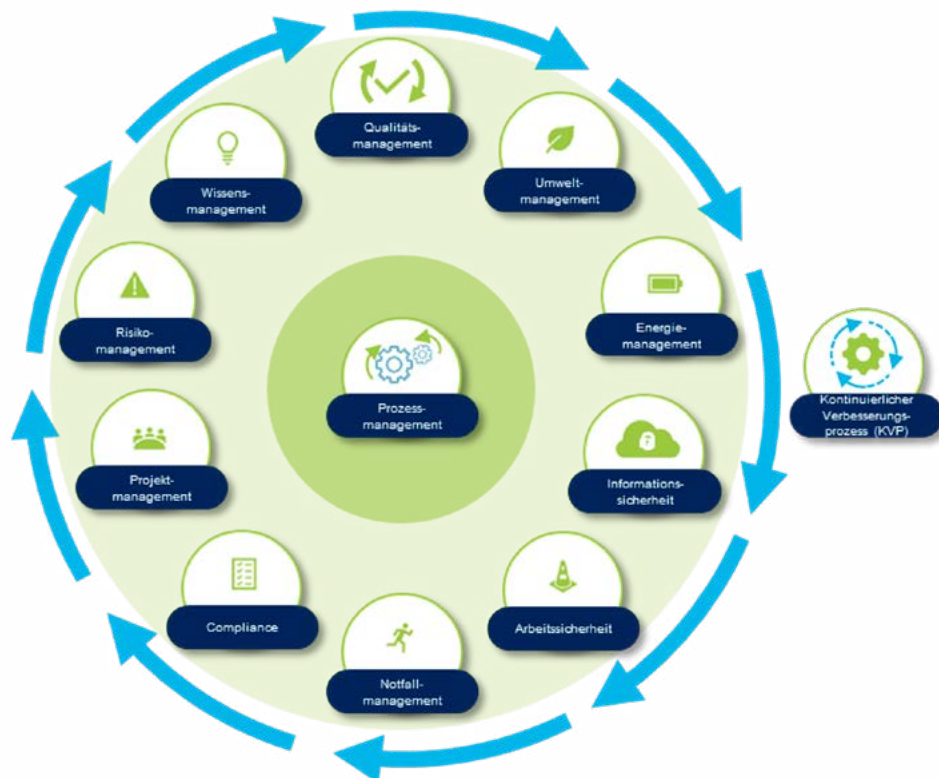 Qualitäts-
management
Umwelt-
management
Energie-
management
Informations-
sicherheit
Arbeitssicherheit
Notfall-
management
Compliance
Projekt-
management
Risiko-
management
Wissens-
management
Prozess-
management
Kontinuierlicher
Verbesserungs-
prozess (KVP)